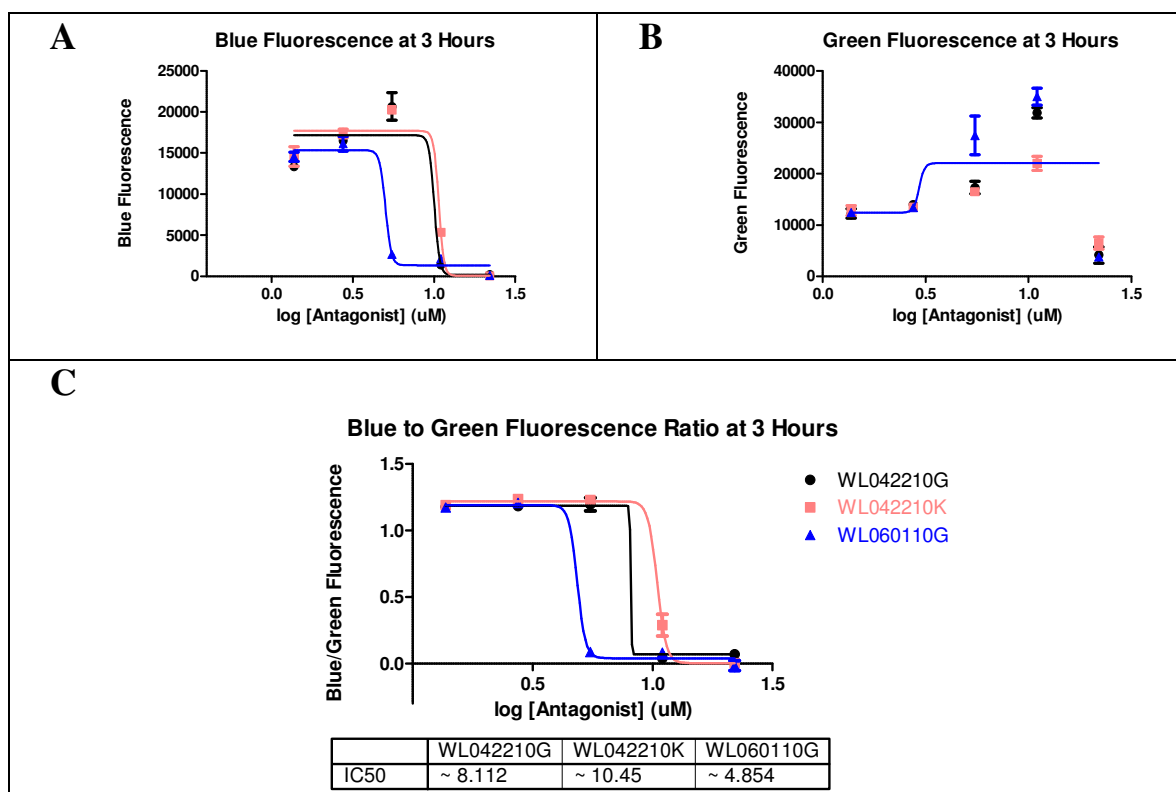 A
Blue Fluorescence at 3 Hours
Blue Fluorescence
25000
20000
15000
10000
5000
0
0.0 0.5 1.0 1.5
log [Antagonist] (uM)
B
Green Fluorescence at 3 Hours
Green Fluorescence
40000
30000
20000
10000
0
0.0 0.5 1.0 1.5
log [Antagonist] (uM)
C
Blue to Green Fluorescence Ratio at 3 Hours
Blue/Green Fluorescence
1.5
1.0
0.5
0.0
0.5 1.0 1.5
log [Antagonist] (uM)
WL042210G
WL042210K
WL060110G
WL042210G WL042210K WL060110G
IC50 ~ 8.112 ~ 10.45 ~ 4.854